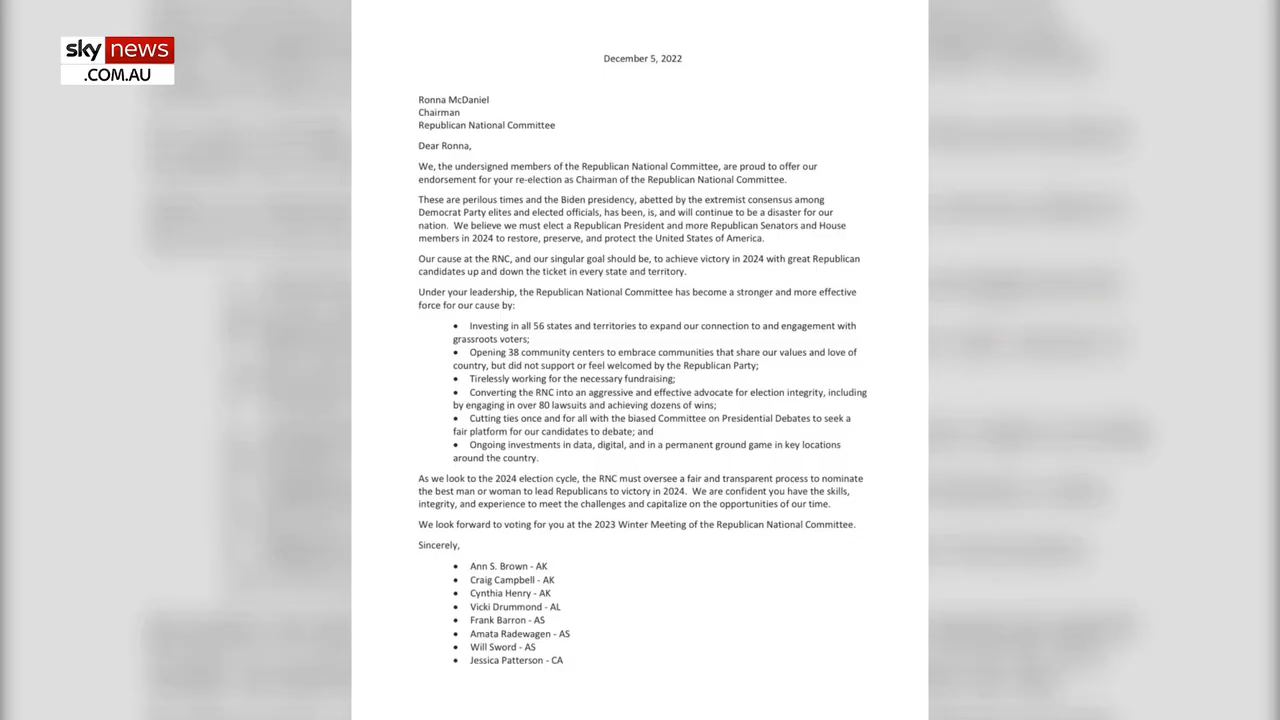 sky news
.COM.AU
December 5, 2022
Ronna McDaniel
Chairman
Republican National Committee
Dear Ronna,
We, the undersigned members of the Republican National Committee, are proud to offer our
endorsement for your re-election as Chairman of the Republican National Committee.
These are perilous times and the Biden presidency, abetted by the extremist consensus among
Democrat Party elites and elected officials, has been, is, and will continue to be a disaster for our
nation.  We believe we must elect a Republican President and more Republican Senators and House
members in 2024 to restore, preserve, and protect the United States of America.
Our cause at the RNC, and our singular goal should be, to achieve victory in 2024 with great Republican
candidates up and down the ticket in every state and territory.
Under your leadership, the Republican National Committee has become a stronger and more effective
force for our cause by:
• Investing in all 56 states and territories to expand our connection to and engagement with
grassroots voters;
• Opening 38 community centers to embrace communities that share our values and love of
country, but did not support or feel welcomed by the Republican Party;
• Tirelessly working for the necessary fundraising;
• Converting the RNC into an aggressive and effective advocate for election integrity, including
by engaging in over 80 lawsuits and achieving dozens of wins;
• Cutting ties once and for all with the biased Committee on Presidential Debates to seek a
fair platform for our candidates to debate; and
• Ongoing investments in data, digital, and in a permanent ground game in key locations
around the country.
As we look to the 2024 election cycle, the RNC must oversee a fair and transparent process to nominate
the best man or woman to lead Republicans to victory in 2024.  We are confident you have the skills,
integrity, and experience to meet the challenges and capitalize on the opportunities of our time.
We look forward to voting for you at the 2023 Winter Meeting of the Republican National Committee.
Sincerely,
• Ann S. Brown - AK
• Craig Campbell - AK
• Cynthia Henry - AK
• Vicki Drummond - AL
• Frank Barron - AS
• Amata Radewagen - AS
• Will Sword - AS
• Jessica Patterson - CA